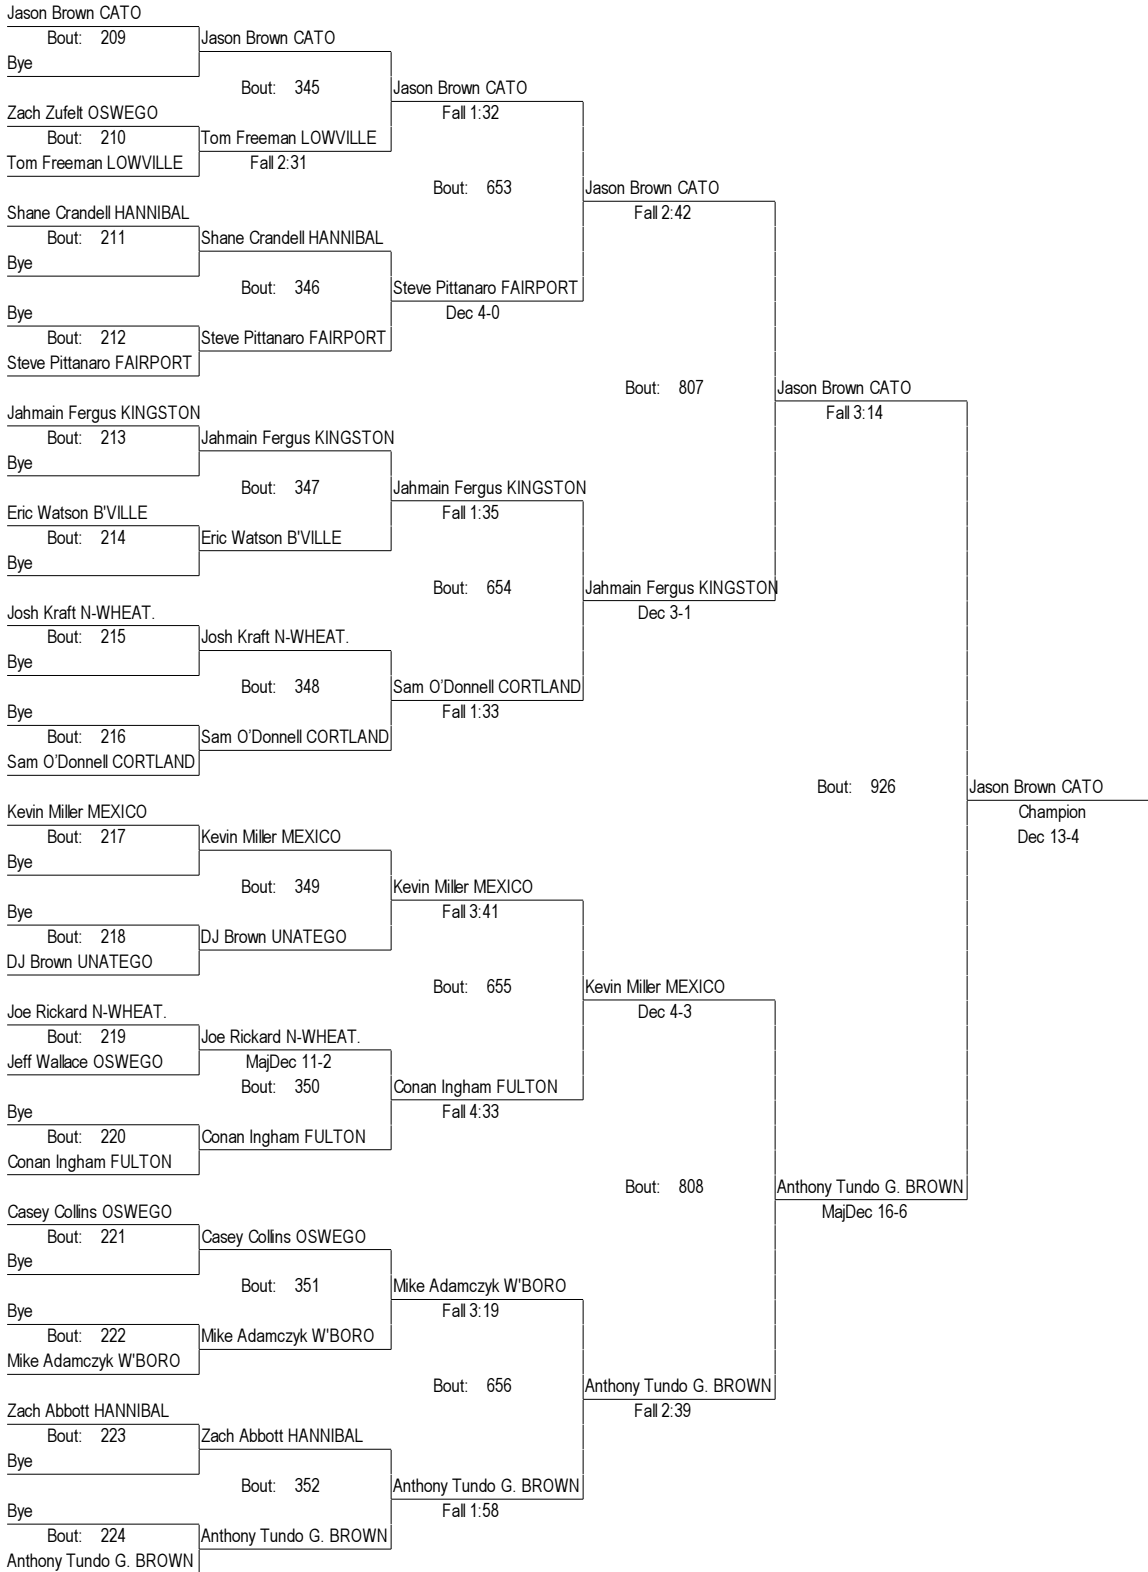 Jason Brown CATO
Bout: 209 Jason Brown CATO
Bye
Bout: 345 Jason Brown CATO
Zach Zufelt OSWEGO Fall 1:32
Bout: 210 Tom Freeman LOWVILLE
Tom Freeman LOWVILLE Fall 2:31
Bout: 653 Jason Brown CATO
Shane Crandell HANNIBAL Fall 2:42
Bout: 211 Shane Crandell HANNIBAL
Bye
Bout: 346 Steve Pittanaro FAIRPORT
Bye Dec 4-0
Bout: 212 Steve Pittanaro FAIRPORT
Steve Pittanaro FAIRPORT
Bout: 807 Jason Brown CATO
Jahmain Fergus KINGSTON Fall 3:14
Bout: 213 Jahmain Fergus KINGSTON
Bye
Bout: 347 Jahmain Fergus KINGSTON
Eric Watson B'VILLE Fall 1:35
Bout: 214 Eric Watson B'VILLE
Bye
Bout: 654 Jahmain Fergus KINGSTON
Josh Kraft N-WHEAT. Dec 3-1
Bout: 215 Josh Kraft N-WHEAT.
Bye
Bout: 348 Sam O'Donnell CORTLAND
Bye Fall 1:33
Bout: 216 Sam O'Donnell CORTLAND
Sam O'Donnell CORTLAND
Bout: 926 Jason Brown CATO
Kevin Miller MEXICO Champion
Bout: 217 Kevin Miller MEXICO Dec 13-4
Bye
Bout: 349 Kevin Miller MEXICO
Bye Fall 3:41
Bout: 218 DJ Brown UNATEGO
DJ Brown UNATEGO
Bout: 655 Kevin Miller MEXICO
Joe Rickard N-WHEAT. Dec 4-3
Bout: 219 Joe Rickard N-WHEAT.
Jeff Wallace OSWEGO MajDec 11-2
Bout: 350 Conan Ingham FULTON
Bye Fall 4:33
Bout: 220 Conan Ingham FULTON
Conan Ingham FULTON
Bout: 808 Anthony Tundo G. BROWN
Casey Collins OSWEGO MajDec 16-6
Bout: 221 Casey Collins OSWEGO
Bye
Bout: 351 Mike Adamczyk W'BORO
Bye Fall 3:19
Bout: 222 Mike Adamczyk W'BORO
Mike Adamczyk W'BORO
Bout: 656 Anthony Tundo G. BROWN
Zach Abbott HANNIBAL Fall 2:39
Bout: 223 Zach Abbott HANNIBAL
Bye
Bout: 352 Anthony Tundo G. BROWN
Bye Fall 1:58
Bout: 224 Anthony Tundo G. BROWN
Anthony Tundo G. BROWN